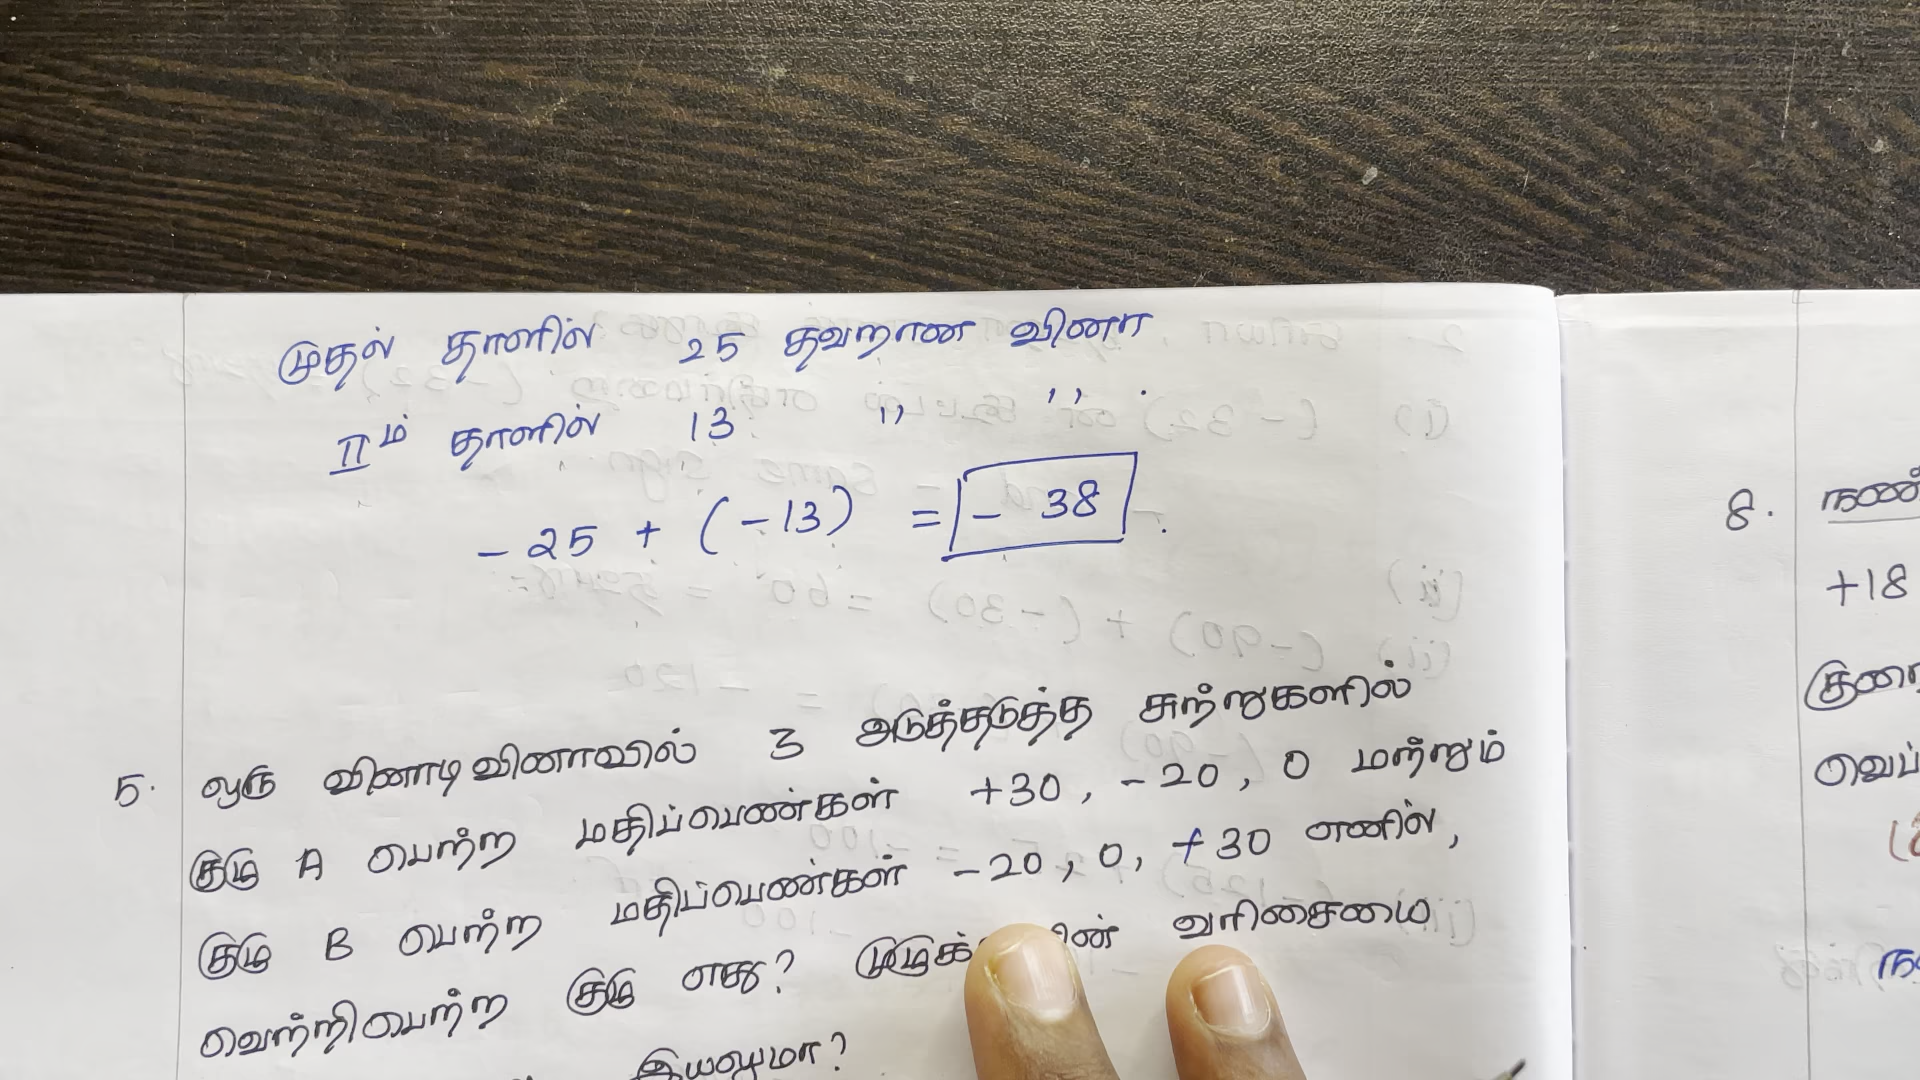 முதல் தாளில் 25 தவறான வினா
IIம் தாளில் 13 ,, ,, .
- 25 + (-13) = - 38 .
5. ஒரு வினாடிவினாவில் 3 அடுத்தடுத்த சுற்றுகளில்
குழு A பெற்ற மதிப்பெண்கள் +30, -20, 0 மற்றும்
குழு B பெற்ற மதிப்பெண்கள் -20, 0, +30 எனில்,
வெற்றிபெற்ற குழு எது? வரிசைமை
இயலுமா?
8.
+18